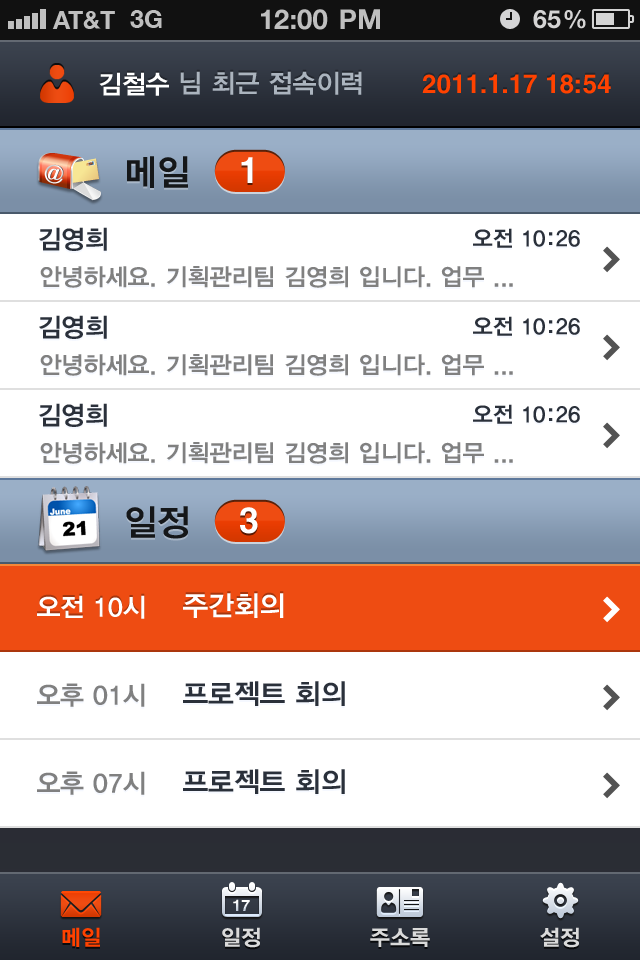 AT&T 3G 12:00 PM 65%
김철수 님 최근 접속이력 2011.1.17 18:54
@ 메일 1
김영희 오전 10:26
안녕하세요. 기획관리팀 김영희 입니다. 업무 ...
김영희 오전 10:26
안녕하세요. 기획관리팀 김영희 입니다. 업무 ...
김영희 오전 10:26
안녕하세요. 기획관리팀 김영희 입니다. 업무 ...
June
21 일정 3
오전 10시 주간회의
오후 01시 프로젝트 회의
오후 07시 프로젝트 회의
17
메일 일정 주소록 설정